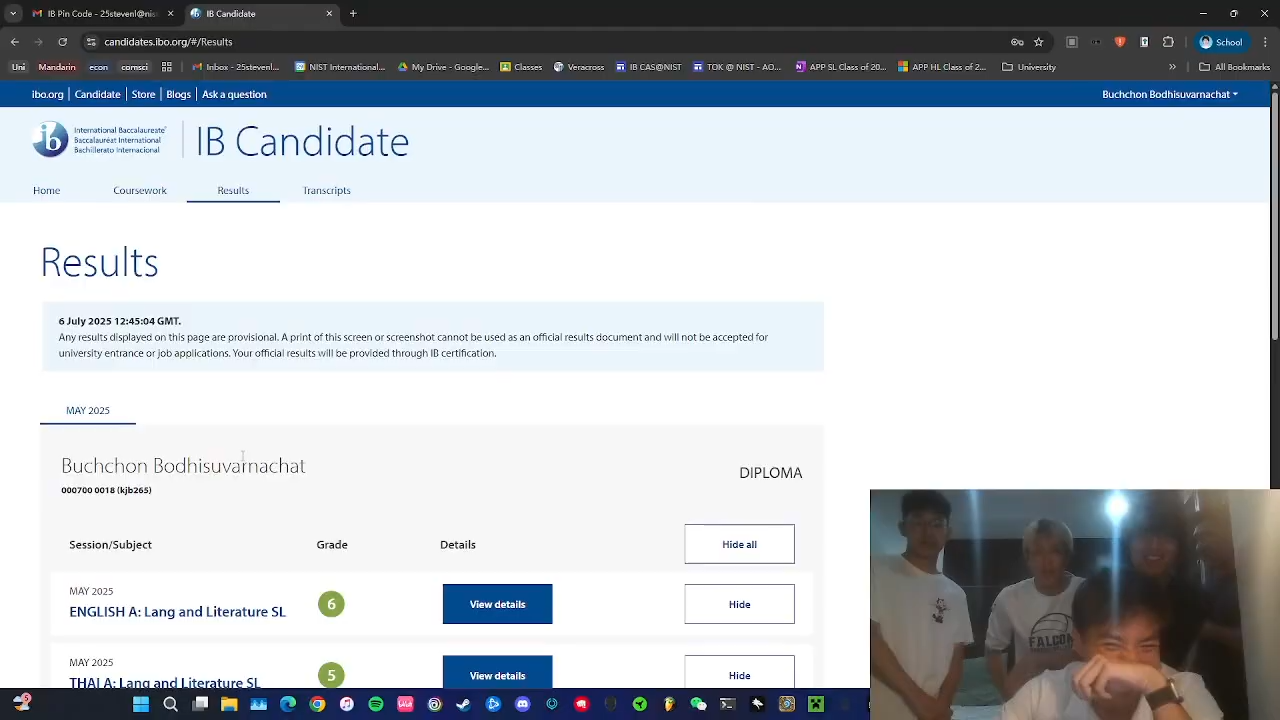 IB Pin Code - 25stevenl@nist
IB Candidate
candidates.ibo.org/#/Results
School
Uni
Mandarin
econ
comsci
Inbox - 25stevenl...
NIST International...
My Drive - Google...
Classes
Veracross
IB CAS@NIST
TOK @ NIST - AO...
APP SL Class of 20...
APP HL Class of 2...
University
»
All Bookmarks
ibo.org | Candidate | Store | Blogs | Ask a question
Buchchon Bodhisuvarnachat
ib
International Baccalaureate®
Baccalauréat International
Bachillerato Internacional
IB Candidate
Home
Coursework
Results
Transcripts
Results
6 July 2025 12:45:04 GMT.
Any results displayed on this page are provisional. A print of this screen or screenshot cannot be used as an official results document and will not be accepted for
university entrance or job applications. Your official results will be provided through IB certification.
MAY 2025
Buchchon Bodhisuvarnachat
DIPLOMA
000700 0018 (kjb265)
Session/Subject
Grade
Details
Hide all
MAY 2025
ENGLISH A: Lang and Literature SL
6
View details
Hide
MAY 2025
THAI A: Lang and Literature SL
5
View details
Hide
FALCO
5